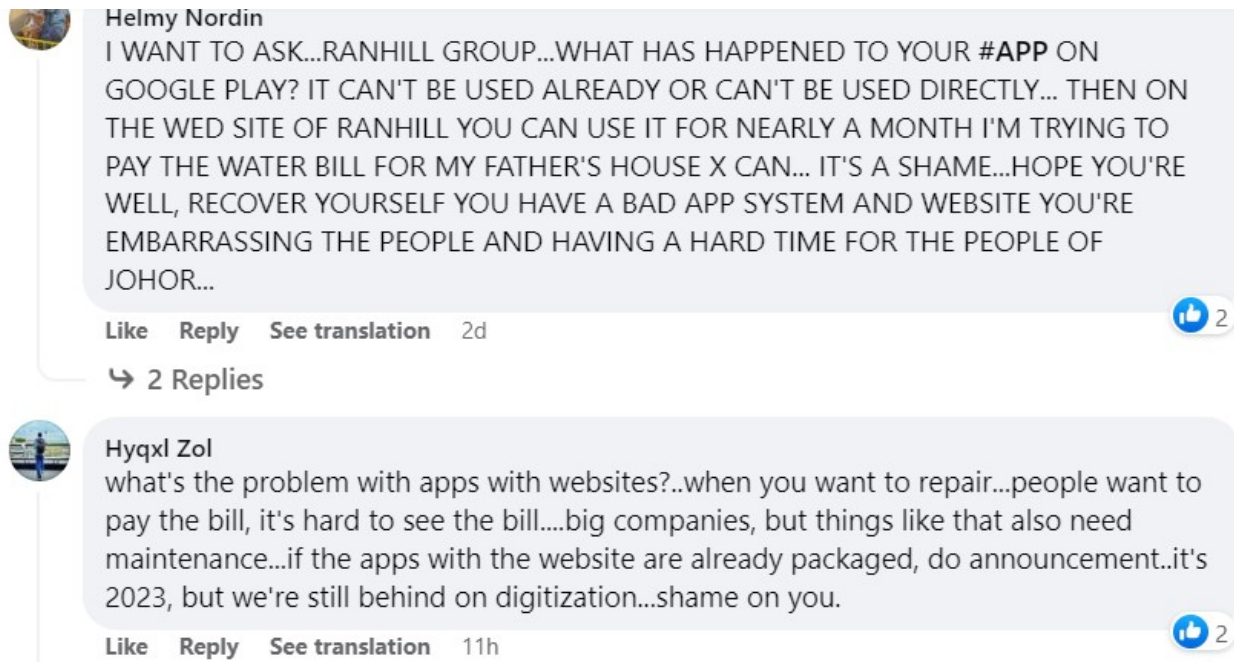 Helmy Nordin
I WANT TO ASK...RANHILL GROUP...WHAT HAS HAPPENED TO YOUR #APP ON
GOOGLE PLAY? IT CAN'T BE USED ALREADY OR CAN'T BE USED DIRECTLY... THEN ON
THE WED SITE OF RANHILL YOU CAN USE IT FOR NEARLY A MONTH I'M TRYING TO
PAY THE WATER BILL FOR MY FATHER'S HOUSE X CAN... IT'S A SHAME...HOPE YOU'RE
WELL, RECOVER YOURSELF YOU HAVE A BAD APP SYSTEM AND WEBSITE YOU'RE
EMBARRASSING THE PEOPLE AND HAVING A HARD TIME FOR THE PEOPLE OF
JOHOR...
Like Reply See translation 2d 2
2 Replies
Hyqxl Zol
what's the problem with apps with websites?..when you want to repair...people want to
pay the bill, it's hard to see the bill....big companies, but things like that also need
maintenance...if the apps with the website are already packaged, do announcement..it's
2023, but we're still behind on digitization...shame on you.
Like Reply See translation 11h 2